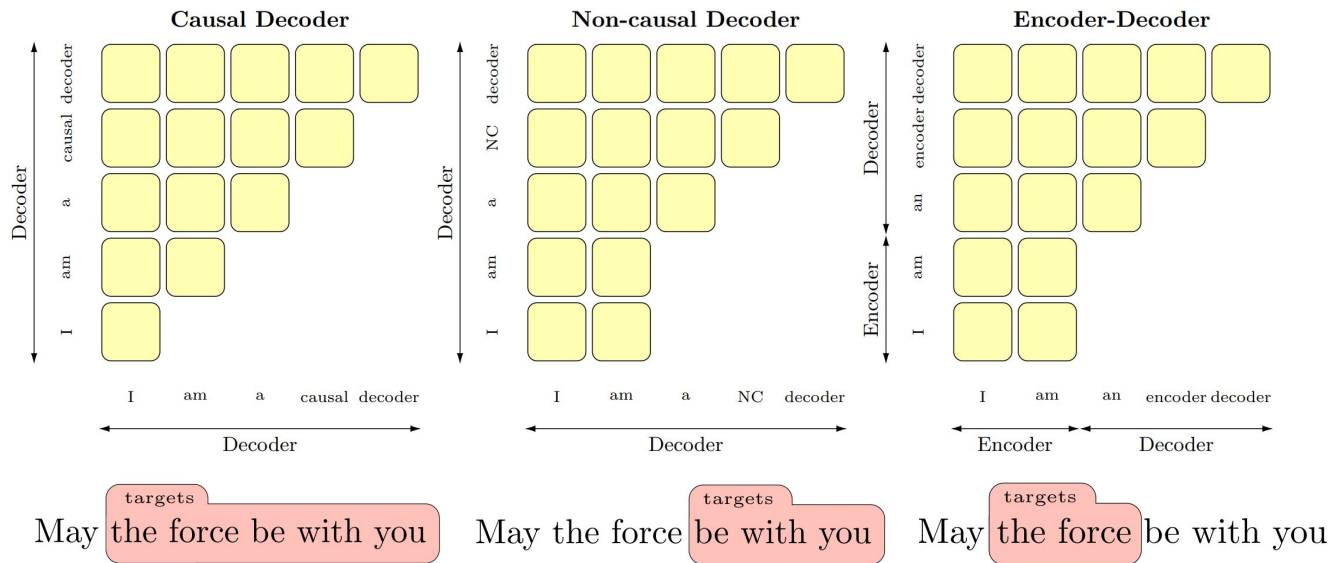 Causal Decoder
Decoder
decoder
causal
a
am
I
I am a causal decoder
Decoder
targets
May the force be with you
Non-causal Decoder
Decoder
decoder
NC
a
am
I
I am a NC decoder
Decoder
targets
May the force be with you
Encoder-Decoder
Decoder
Encoder
decoder
encoder
an
am
I
I am an encoder decoder
Encoder Decoder
targets
May the force be with you